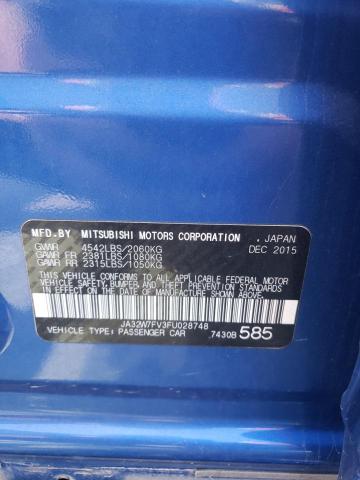 MFD. BY MITSUBISHI MOTORS CORPORATION , JAPAN
GVWR 4542LBS/2060KG DEC 2015
GAWR FR 2381LBS/1080KG
GAWR RR 2315LBS/1050KG
THIS VEHICLE CONFORMS TO ALL APPLICABLE FEDERAL MOTOR
VEHICLE SAFETY, BUMPER, AND THEFT PREVENTION STANDARDS
IN EFFECT ON THE DATE OF MANUFACTURE SHOWN ABOVE.
JA32W7FV3FU028748
VEHICLE TYPE: PASSENGER CAR 7430B 585